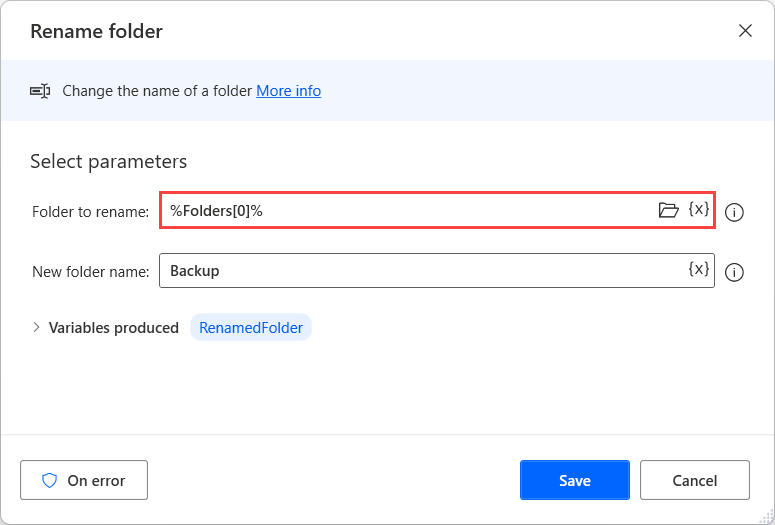 Rename folder
Change the name of a folder More info
Select parameters
Folder to rename: %Folders[0]% {x}
New folder name: Backup {x}
Variables produced RenamedFolder
On error Save Cancel